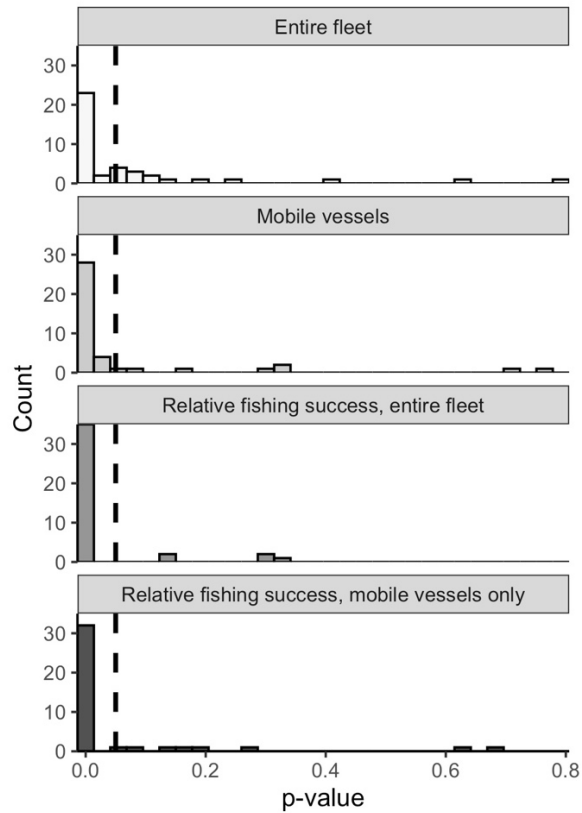 Entire fleet
30
20
10
0
Mobile vessels
30
20
10
0
Count
Relative fishing success, entire fleet
30
20
10
0
Relative fishing success, mobile vessels only
30
20
10
0
0.0 0.2 0.4 0.6 0.8
p-value